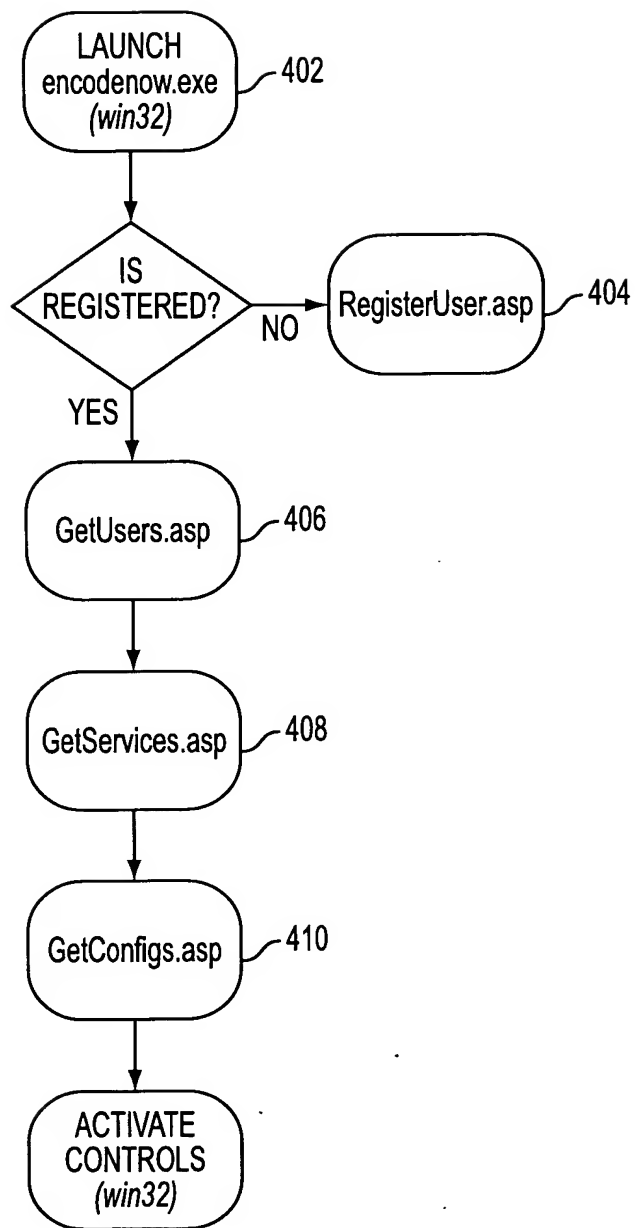 LAUNCH
encodenow.exe
(win32)
402
IS
REGISTERED?
NO
RegisterUser.asp
404
YES
GetUsers.asp
406
GetServices.asp
408
GetConfigs.asp
410
ACTIVATE
CONTROLS
(win32)